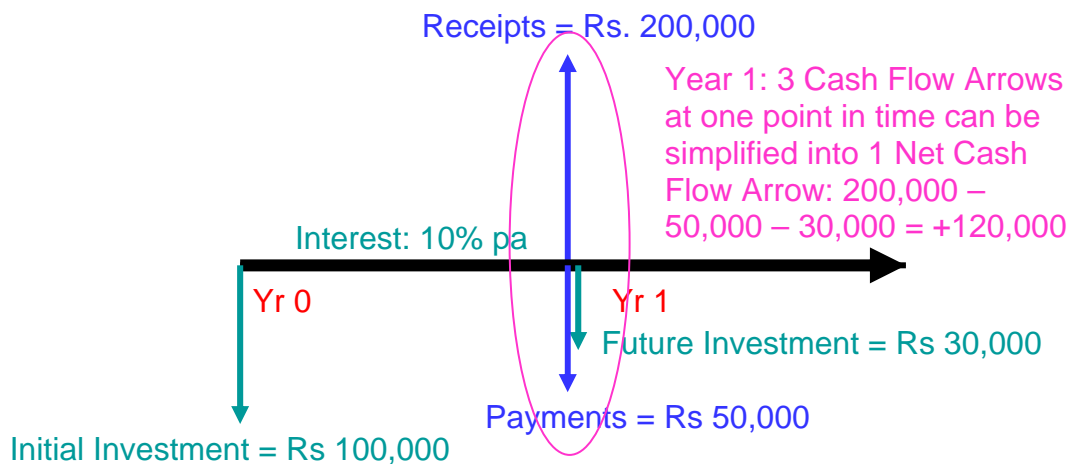 Receipts = Rs. 200,000
Year 1: 3 Cash Flow Arrows
at one point in time can be
simplified into 1 Net Cash
Flow Arrow: 200,000 –
50,000 – 30,000 = +120,000
Interest: 10% pa
Yr 0
Yr 1
Future Investment = Rs 30,000
Payments = Rs 50,000
Initial Investment = Rs 100,000